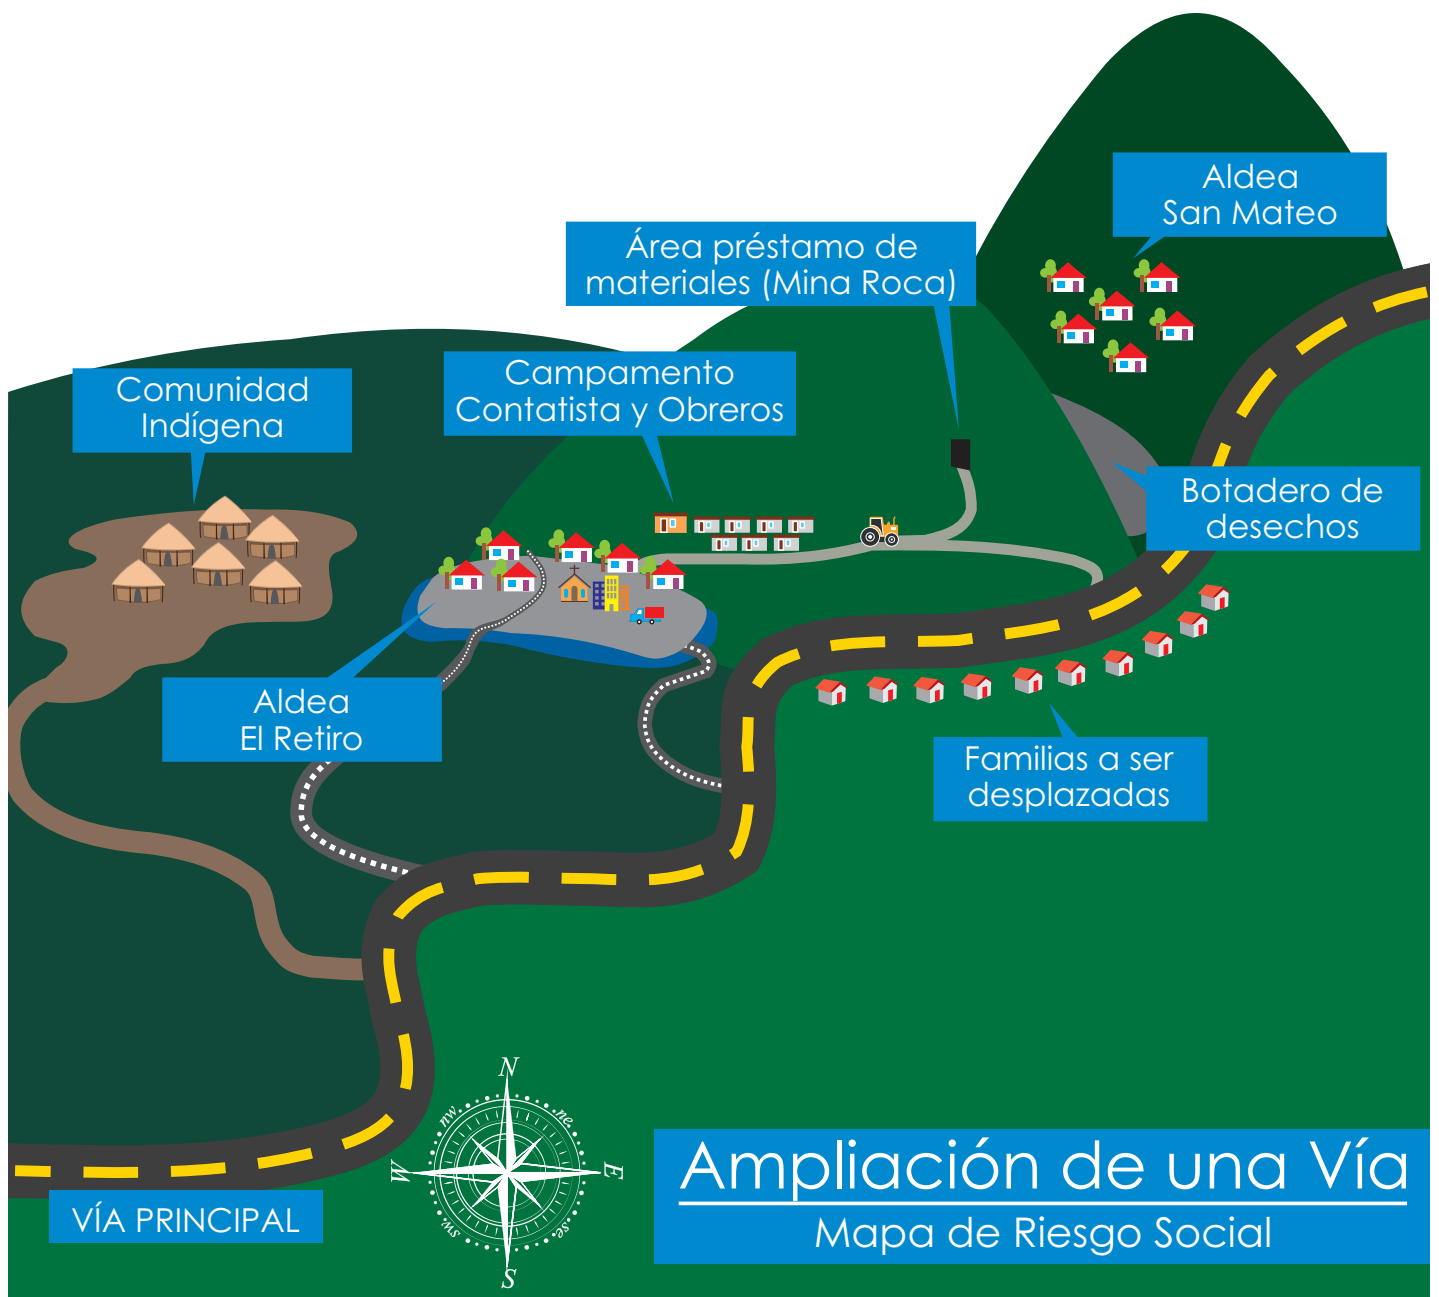 Aldea
San Mateo
Área préstamo de
materiales (Mina Roca)
Campamento
Contatista y Obreros
Comunidad
Indígena
Botadero de
desechos
Aldea
El Retiro
Familias a ser
desplazadas
N
nw
ne
W
E
sw
se
S
VÍA PRINCIPAL
Ampliación de una Vía
Mapa de Riesgo Social